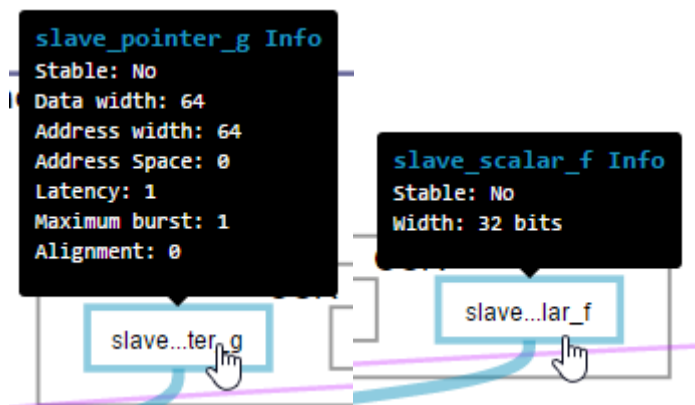 slave_pointer_g Info
Stable: No
Data width: 64
Address width: 64
Address Space: 0
Latency: 1
Maximum burst: 1
Alignment: 0
slave...ter_g
slave_scalar_f Info
Stable: No
Width: 32 bits
slave...lar_f